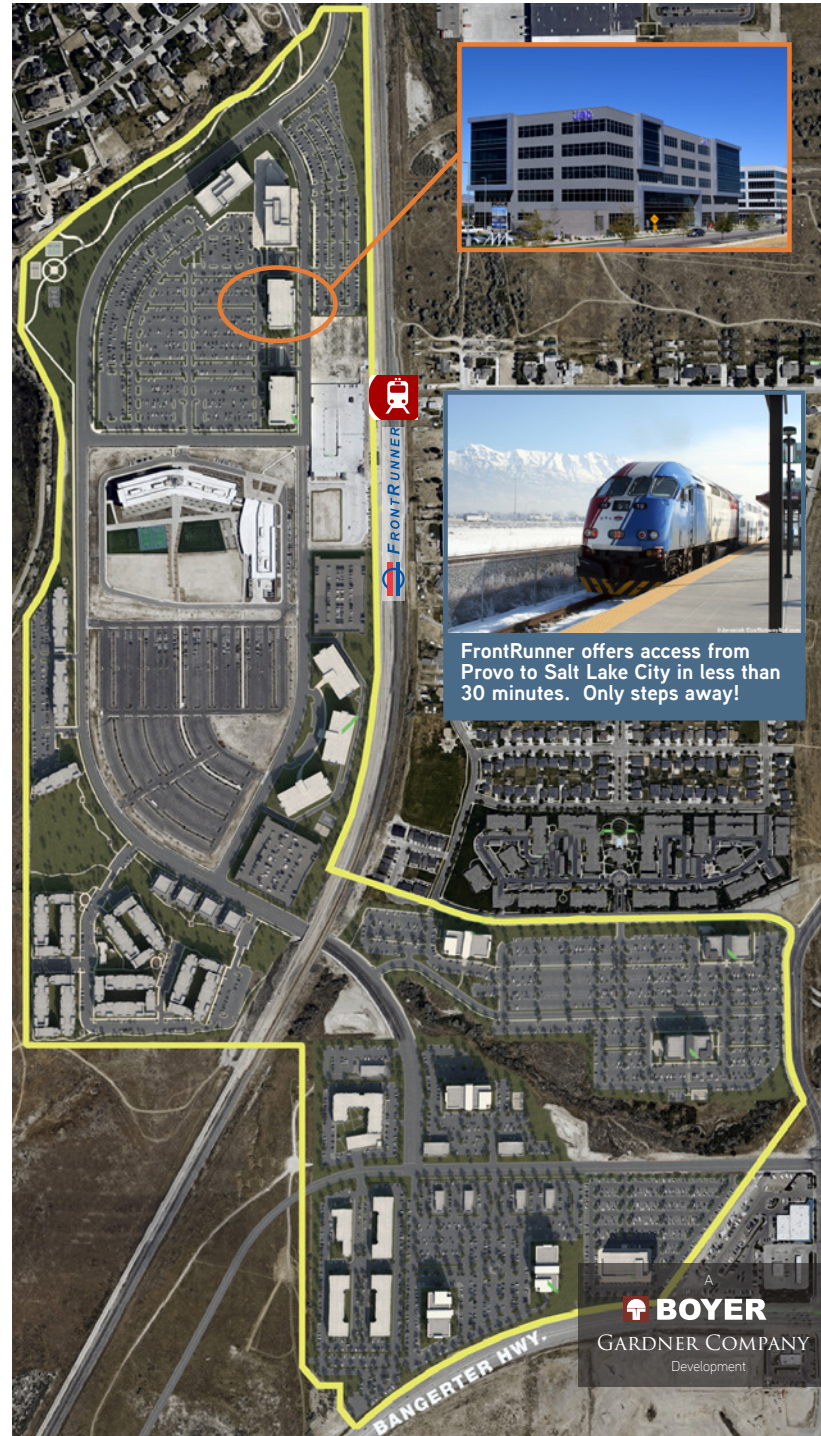 FRONTRUNNER
FrontRunner offers access from
Provo to Salt Lake City in less than
30 minutes. Only steps away!
BANGERTER HWY.
A
BOYER
GARDNER COMPANY
Development